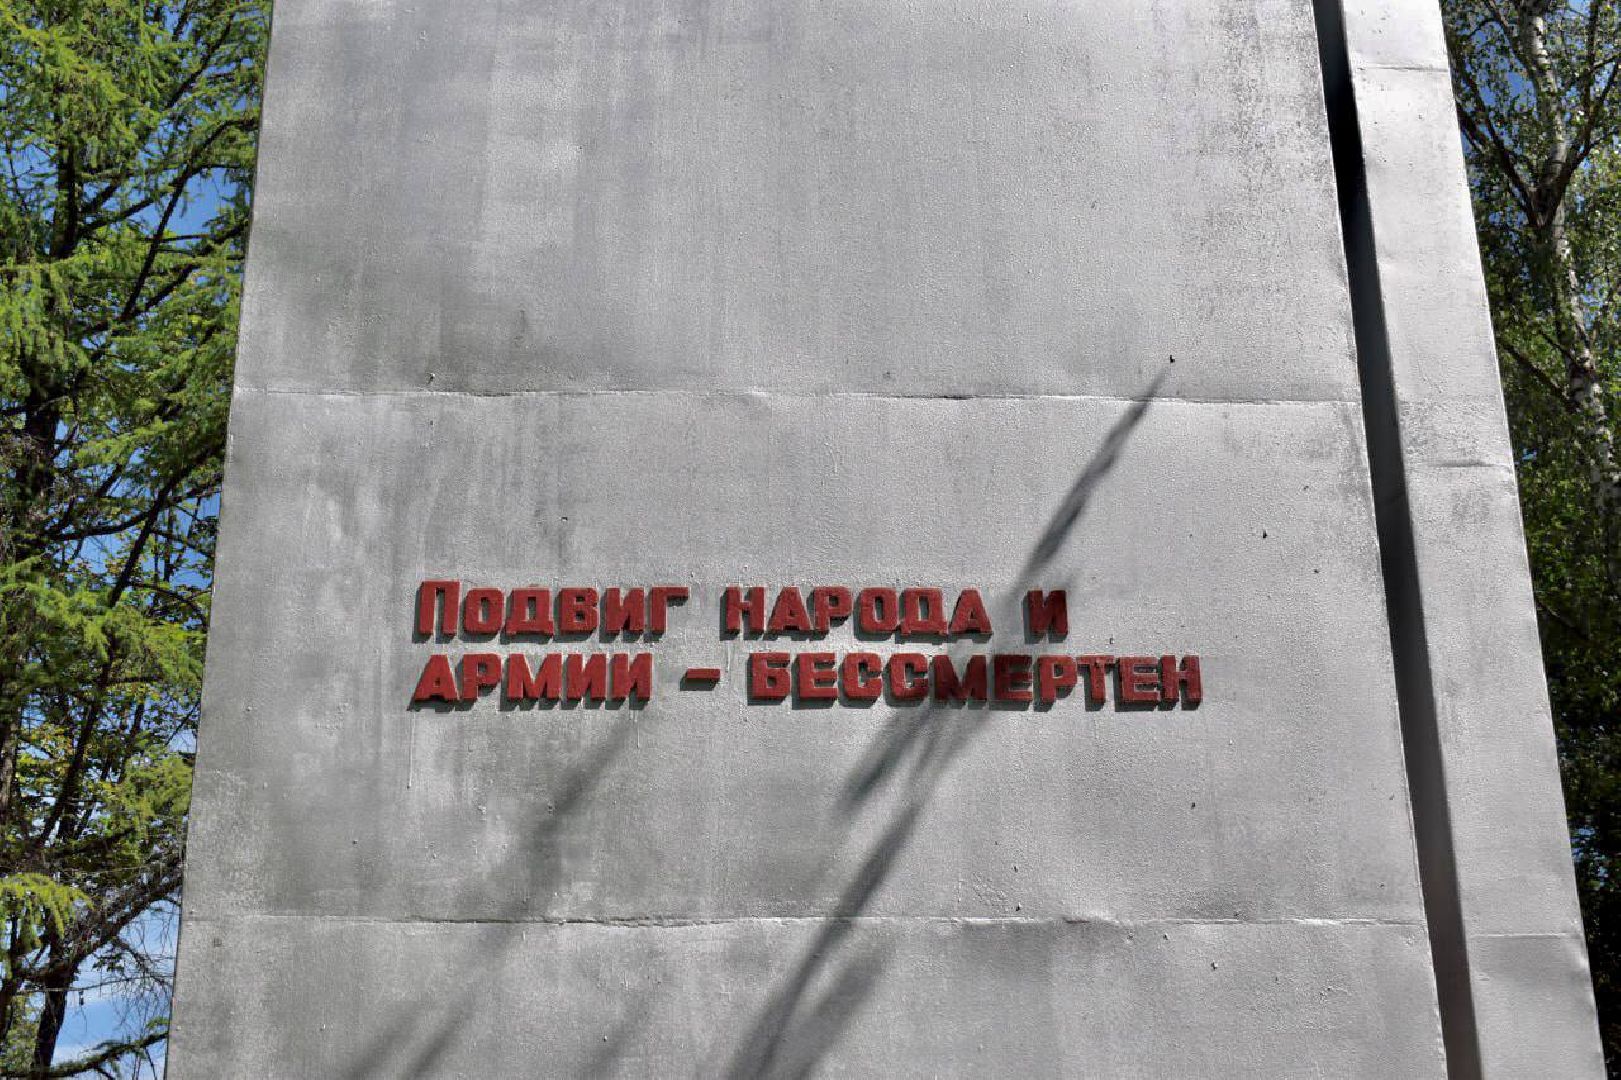 Подвиг народа и
армии – бессмертен